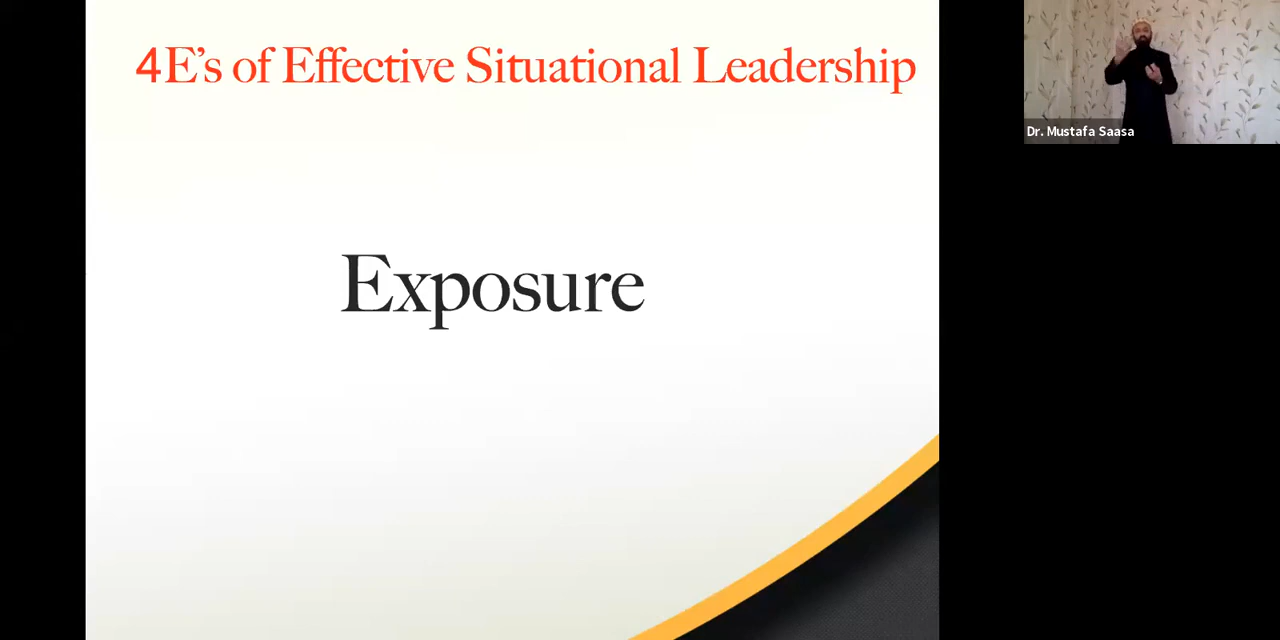 4E’s of Effective Situational Leadership
Exposure
Dr. Mustafa Saasa